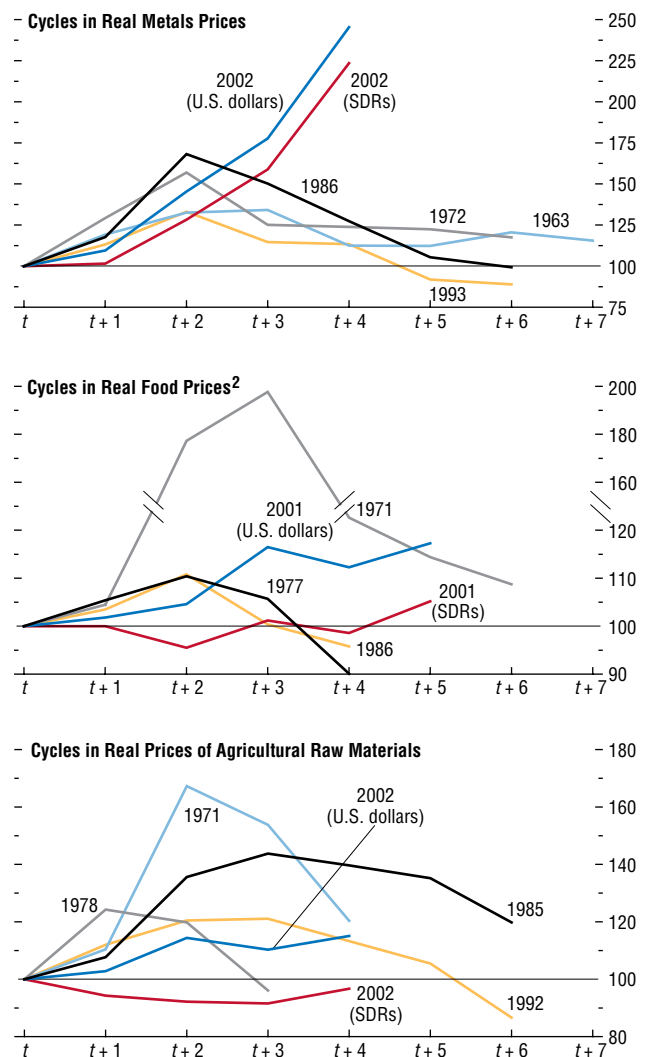 Cycles in Real Metals Prices
250
225
2002
(U.S. dollars)
2002
(SDRs)
200
175
1986
150
1972
1963
125
100
1993
75
t
t + 1
t + 2
t + 3
t + 4
t + 5
t + 6
t + 7
Cycles in Real Food Prices2
200
180
160
1971
2001
(U.S. dollars)
120
1977
110
2001
(SDRs)
100
1986
90
t
t + 1
t + 2
t + 3
t + 4
t + 5
t + 6
t + 7
Cycles in Real Prices of Agricultural Raw Materials
180
2002
(U.S. dollars)
160
1971
140
1978
1985
120
100
2002
(SDRs)
1992
80
t
t + 1
t + 2
t + 3
t + 4
t + 5
t + 6
t + 7